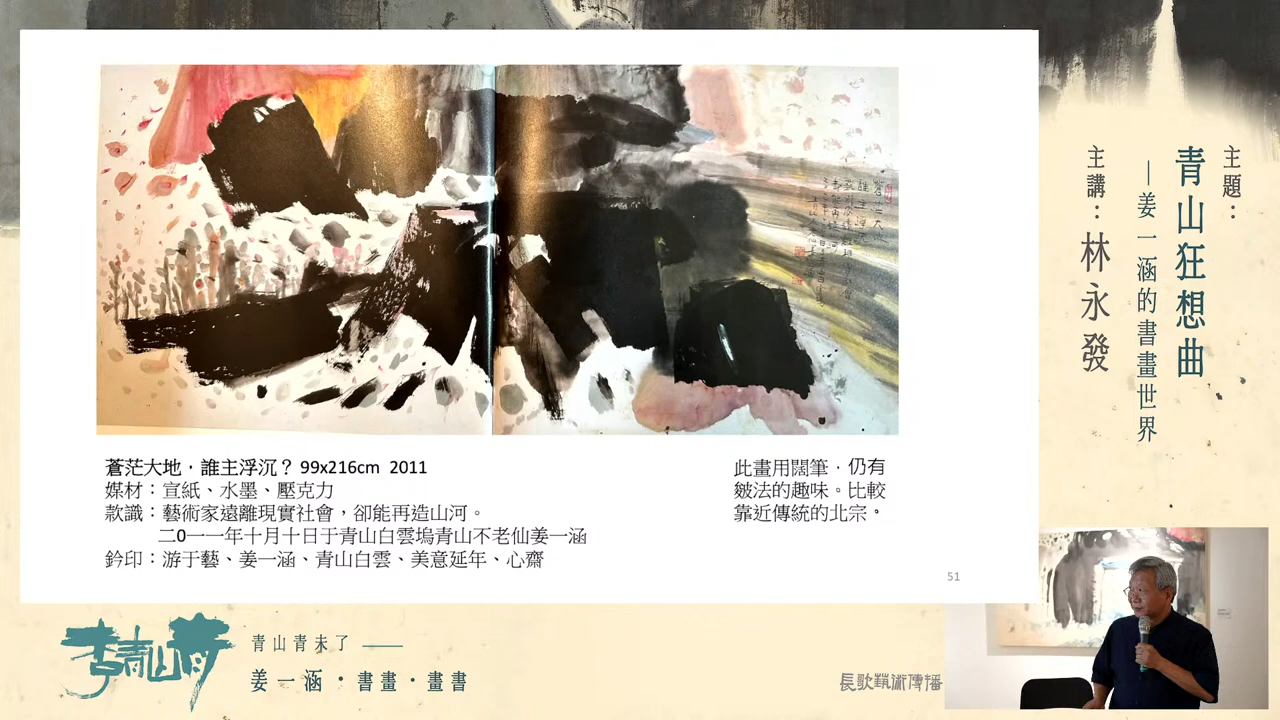 蒼茫大地，誰主浮沉？ 99x216cm 2011
媒材：宣紙、水墨、壓克力
款識：藝術家遠離現實社會，卻能再造山河。
二0一一年十月十日于青山白雲塢青山不老仙姜一涵
鈐印：游于藝、姜一涵、青山白雲、美意延年、心齋
此畫用闊筆，仍有
皴法的趣味。比較
靠近傳統的北宗。
51
主題：
青山狂想曲
—姜一涵的書畫世界
主講：林永發
青山青未了——
姜一涵・書畫・畫書
長歌藝術傳播